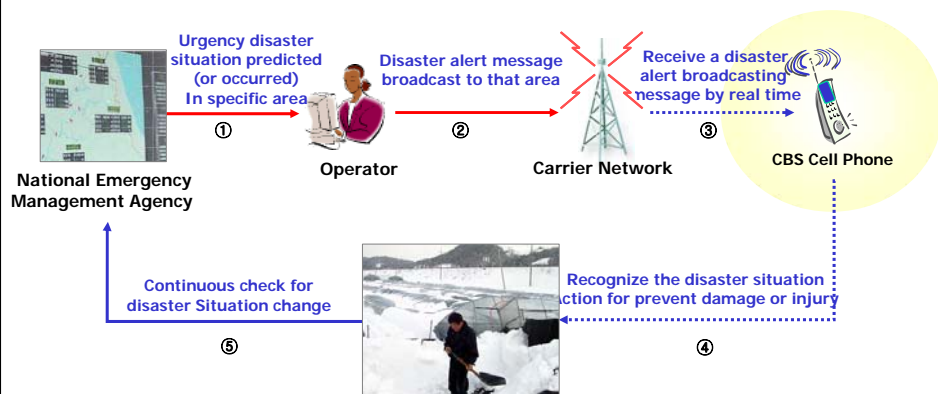 Urgency disaster
situation predicted
(or occurred)
In specific area
①
Operator
Disaster alert message
broadcast to that area
②
Carrier Network
Receive a disaster
alert broadcasting
message by real time
③
CBS Cell Phone
National Emergency
Management Agency
Recognize the disaster situation
ction for prevent damage or injury
④
Continuous check for
disaster Situation change
⑤